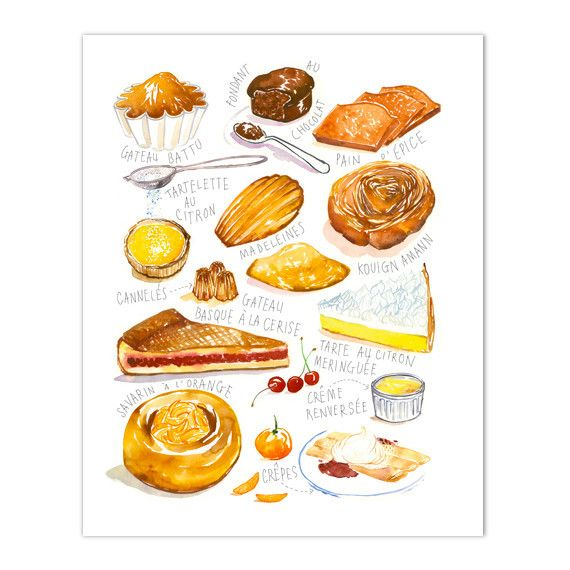 FONDANT
AU
CHOCOLAT
GATEAU BATTU
PAIN D'ÉPICE
TARTELETTE
AU
CITRON
MADELEINES
KOUIGN AMANN
CANNELÉS
GATEAU
BASQUE À LA CERISE
TARTE AU CITRON
MERINGUÉE
SAVARIN À L'ORANGE
CRÊME
RENVERSÉE
CRÊPES